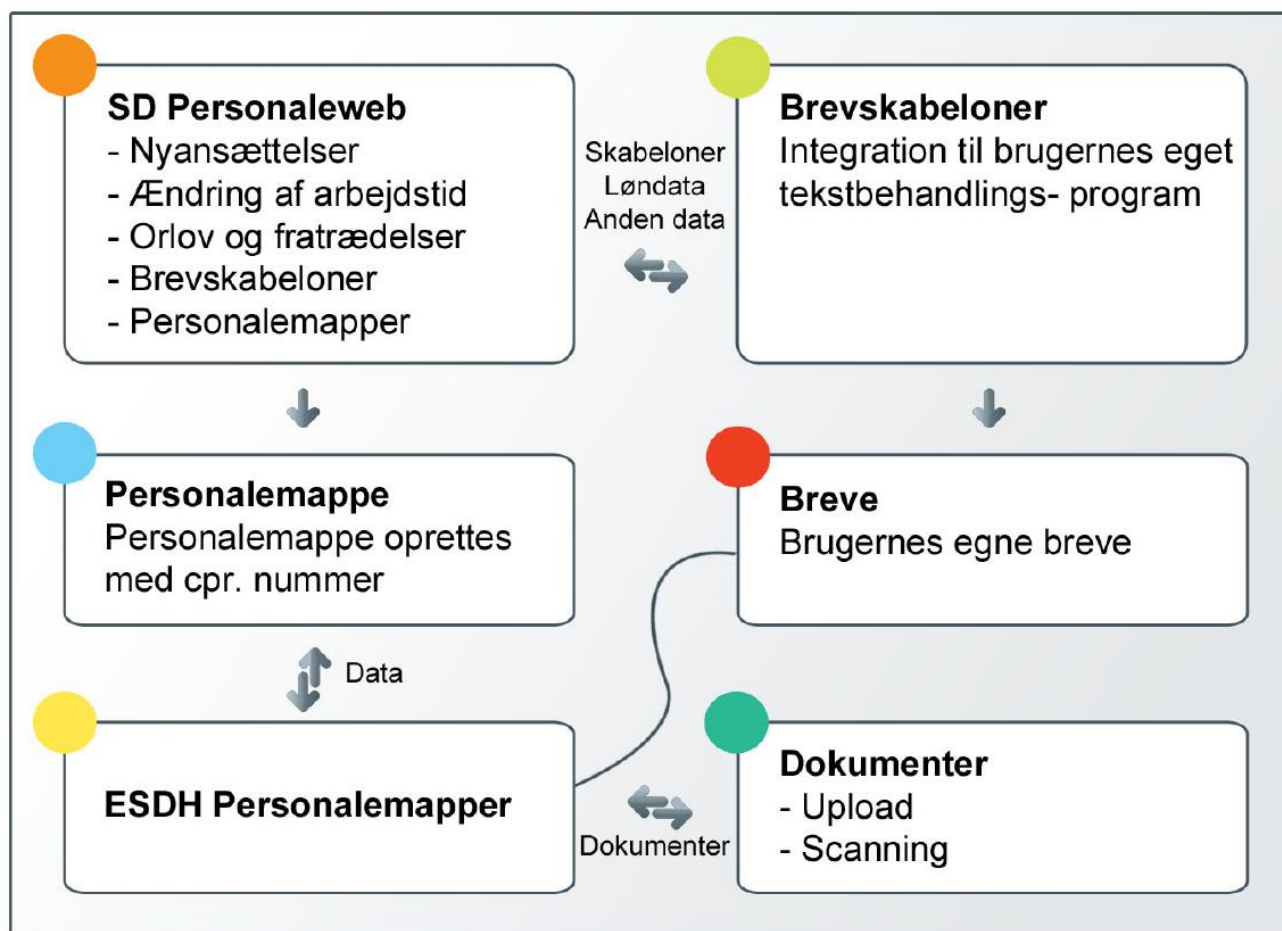 SD Personaleweb
- Nyansættelser
- Ændring af arbejdstid
- Orlov og fratrædelser
- Brevskabeloner
- Personalemapper
Skabeloner
Løndata
Anden data
Brevskabeloner
Integration til brugernes eget
tekstbehandlings- program
Personalemappe
Personalemappe oprettes
med cpr. nummer
Breve
Brugernes egne breve
Data
ESDH Personalemapper
Dokumenter
Dokumenter
- Upload
- Scanning